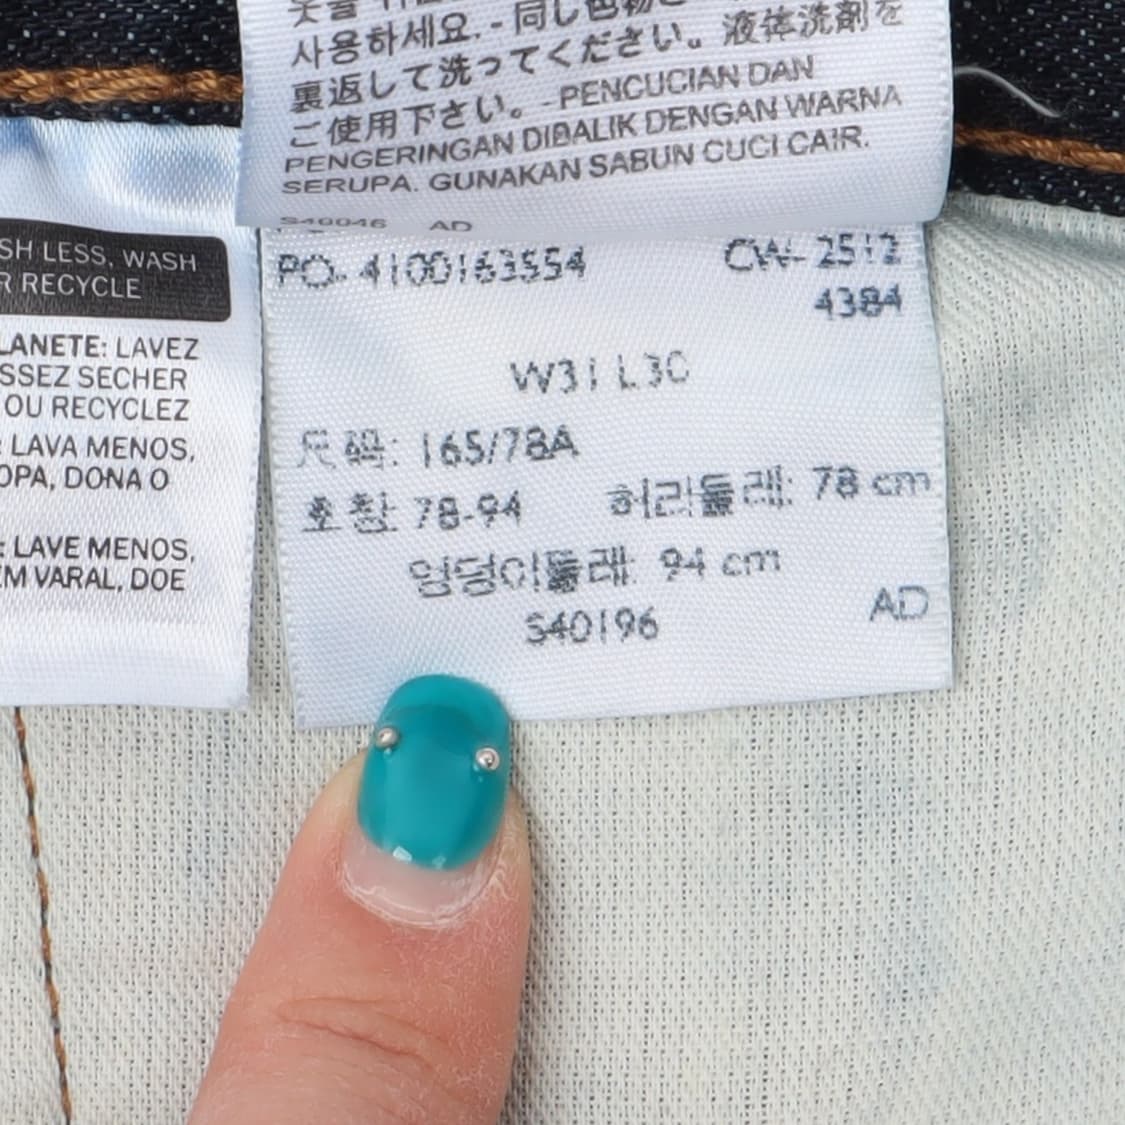 사용하세요. - 同じ色物と
裏返して洗ってください。液体洗剤を
ご使用下さい。- PENCUCIAN DAN
PENGERINGAN DIBALIK DENGAN WARNA
SERUPA. GUNAKAN SABUN CUCI CAIR.
S40046 AD
SH LESS, WASH
R RECYCLE
LANETE: LAVEZ
SSEZ SECHER
OU RECYCLEZ
: LAVA MENOS,
OPA, DONA O
: LAVE MENOS,
EM VARAL, DOE
PO- 4100163554 CW- 2512
4384
W31 L30
尺码: 165/78A
호칭 78-94 허리둘레: 78 cm
엉덩이둘레: 94 cm
S40196 AD